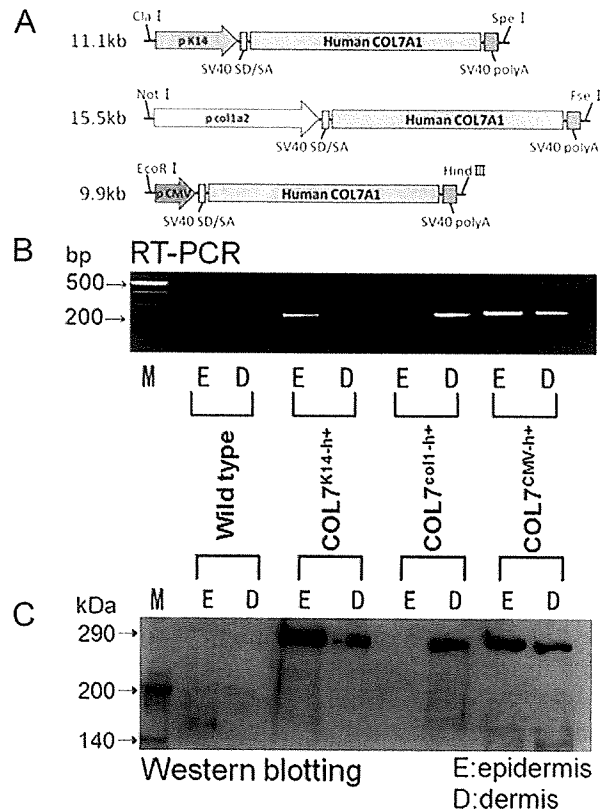 A
Cla I
Spe I
11.1kb
pK14
Human COL7A1
SV40 SD/SA
SV40 polyA
Not I
Fse I
15.5kb
pcol1a2
Human COL7A1
SV40 SD/SA
SV40 polyA
EcoR I
Hind III
9.9kb
pCMV
Human COL7A1
SV40 SD/SA
SV40 polyA
B
bp
RT-PCR
500→
200→
M E D E D E D E D
Wild type
COL7K14-h+
COL7col1-h+
COL7CMV-h+
C
kDa
M E D E D E D E D
290→
200→
140→
Western blotting
E:epidermis
D:dermis